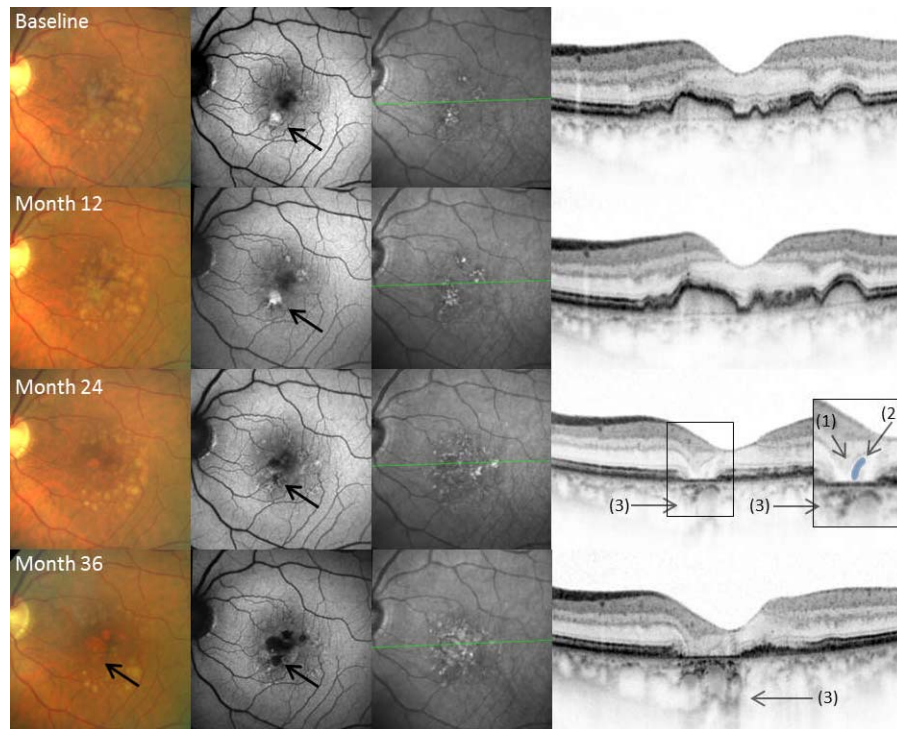 Baseline
Month 12
Month 24
(1)
(2)
(3)
(3)
Month 36
(3)